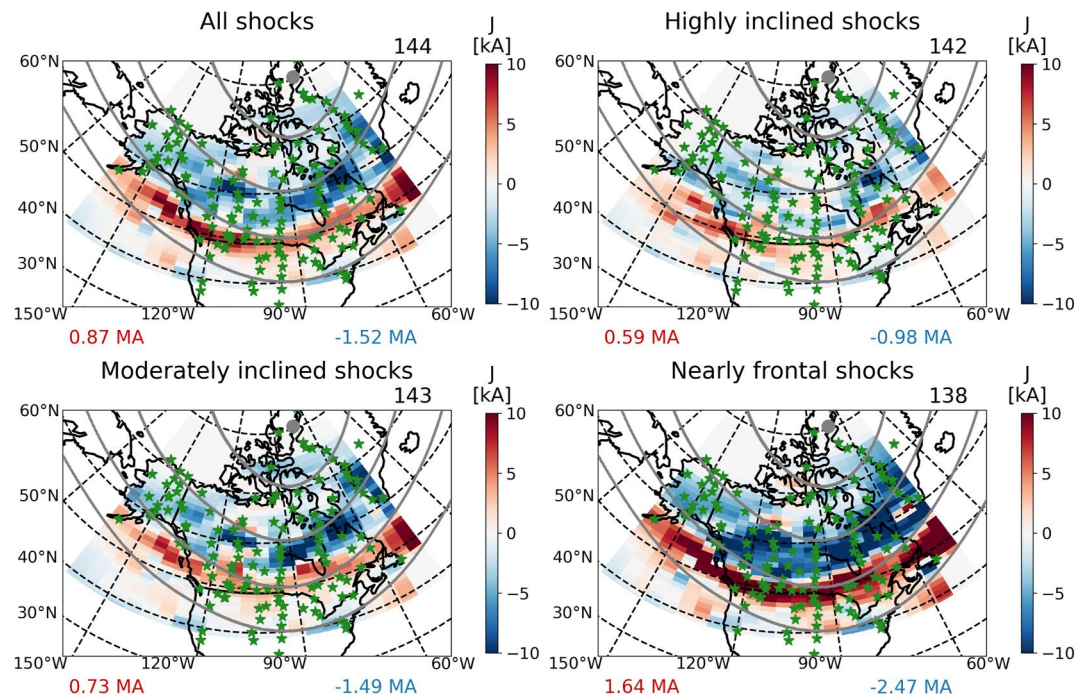 All shocks
144
J
[kA]
60°N
50°N
40°N
30°N
150°W
120°W
90°W
60°W
10
5
0
−5
−10
0.87 MA
-1.52 MA
Highly inclined shocks
142
J
[kA]
60°N
50°N
40°N
30°N
150°W
120°W
90°W
60°W
10
5
0
−5
−10
0.59 MA
-0.98 MA
Moderately inclined shocks
143
J
[kA]
60°N
50°N
40°N
30°N
150°W
120°W
90°W
60°W
10
5
0
−5
−10
0.73 MA
-1.49 MA
Nearly frontal shocks
138
J
[kA]
60°N
50°N
40°N
30°N
150°W
120°W
90°W
60°W
10
5
0
−5
−10
1.64 MA
-2.47 MA